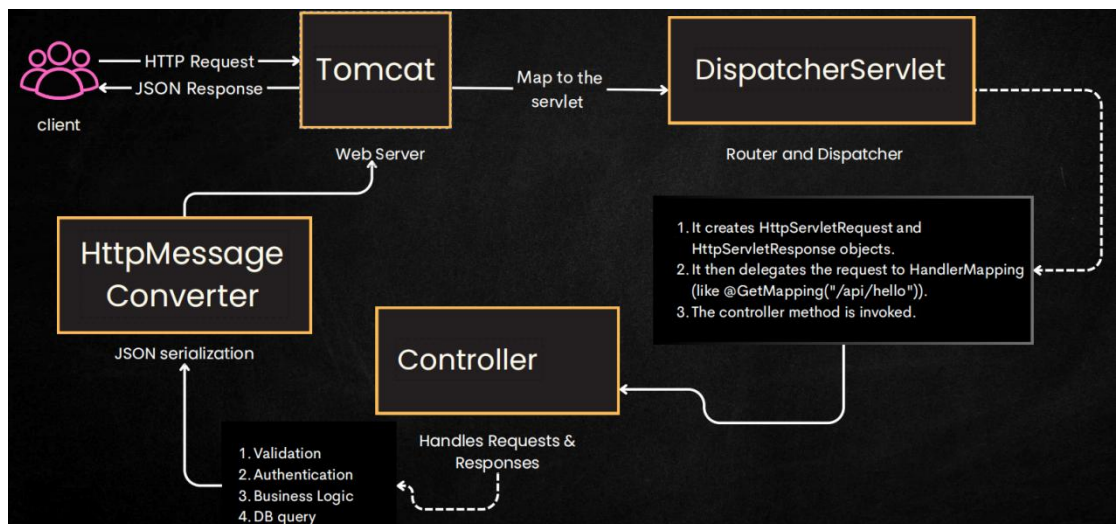 HTTP Request
JSON Response
client
Tomcat
Web Server
Map to the
servlet
DispatcherServlet
Router and Dispatcher
1. It creates HttpServletRequest and
HttpServletResponse objects.
2. It then delegates the request to HandlerMapping
(like @GetMapping("/api/hello")).
3. The controller method is invoked.
Controller
Handles Requests &
Responses
1. Validation
2. Authentication
3. Business Logic
4. DB query
HttpMessage
Converter
JSON serialization